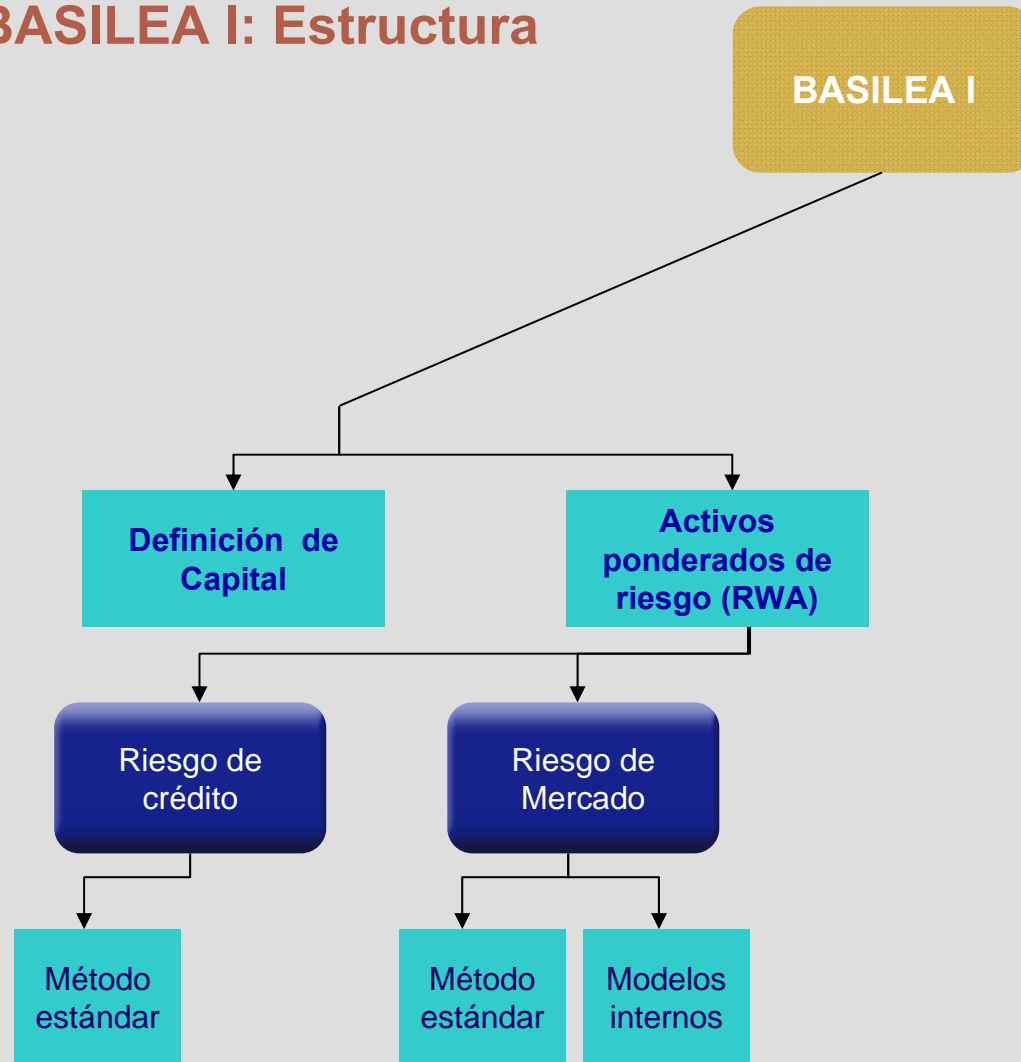 BASILEA I: Estructura
BASILEA I
Definición de
Capital
Activos
ponderados de
riesgo (RWA)
Riesgo de
crédito
Riesgo de
Mercado
Método
estándar
Método
estándar
Modelos
internos